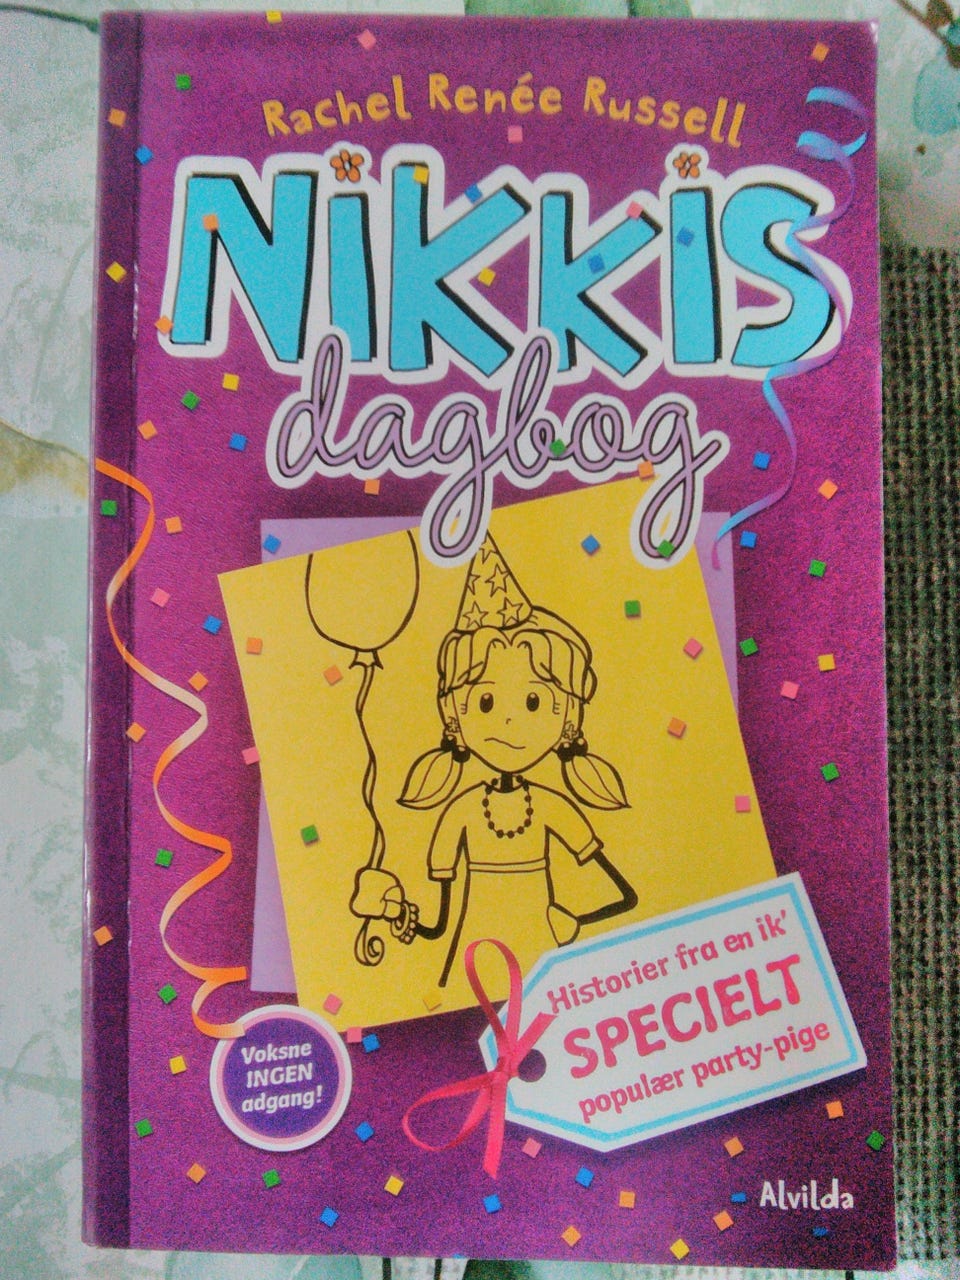 Rachel Renée Russell
NiKKiS
dagbog
Historier fra en ik'
SPECIELT
populær party-pige
Voksne
INGEN
adgang!
Alvilda